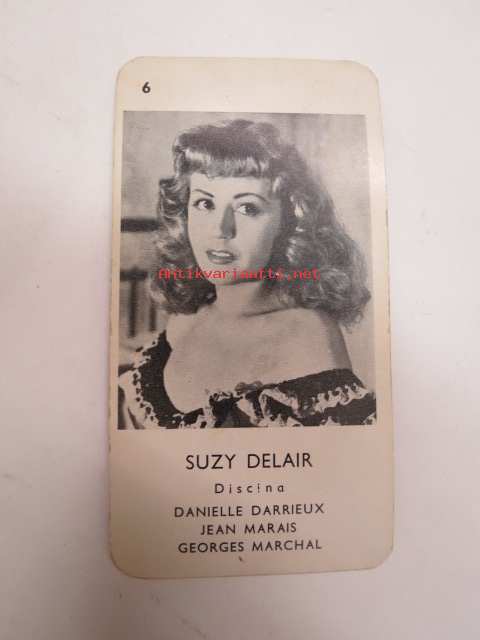 6
Antikvariaatti.net
SUZY DELAIR
Discina
DANIELLE DARRIEUX
JEAN MARAIS
GEORGES MARCHAL